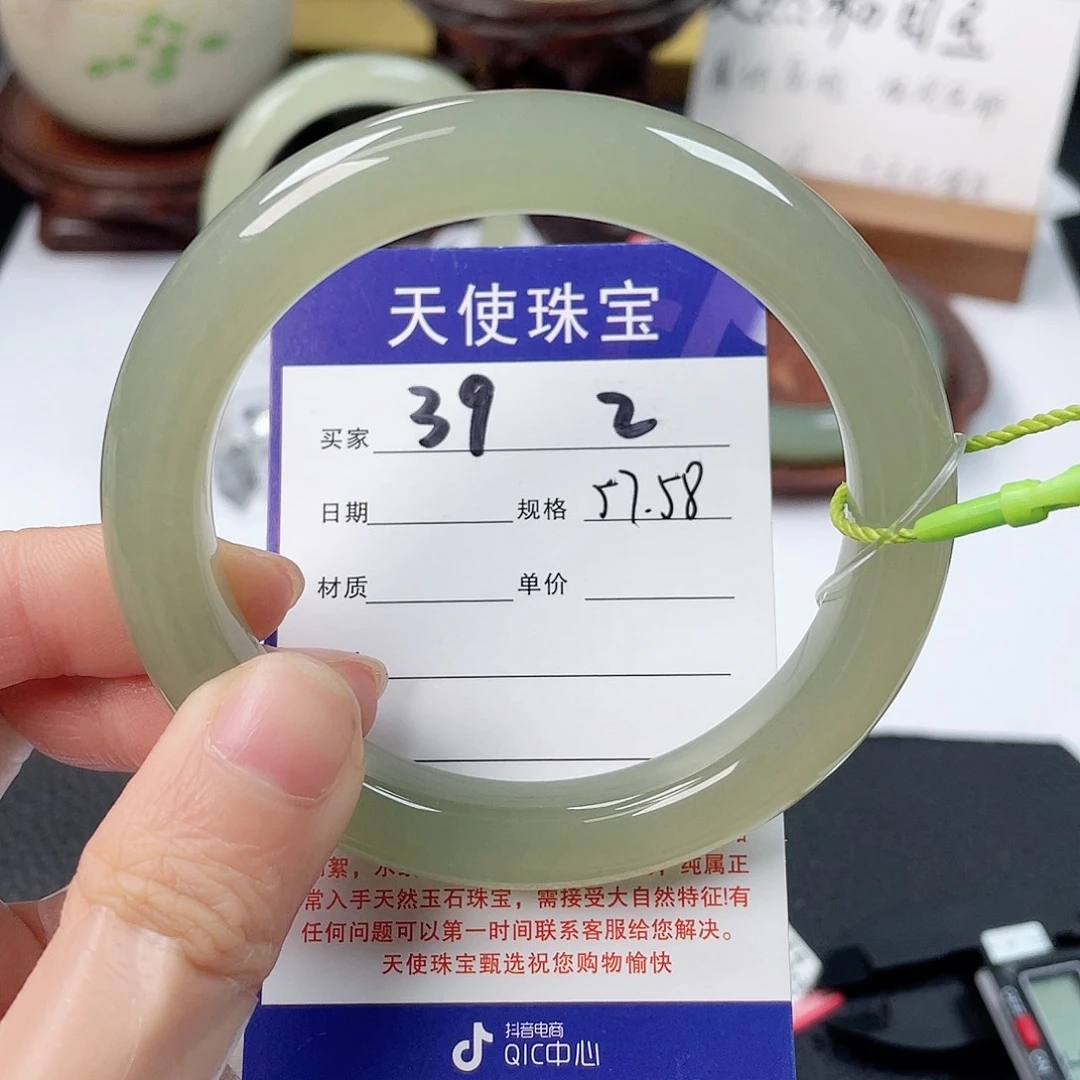 天使珠宝
买家 39 2
日期 规格 57.58
材质 单价
纯属正
常入手天然玉石珠宝，需接受大自然特征!有
任何问题可以第一时间联系客服给您解决。
天使珠宝甄选祝您购物愉快
抖音电商
QIC中心